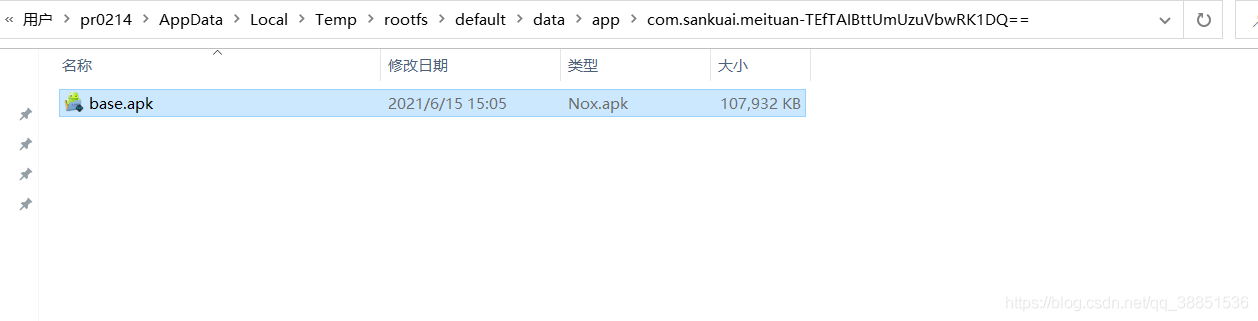 « 用户 > pr0214 > AppData > Local > Temp > rootfs > default > data > app > com.sankuai.meituan-TEfTAIBttUmUzuVbwRK1DQ==
名称 修改日期 类型 大小
base.apk 2021/6/15 15:05 Nox.apk 107,932 KB
https://blog.csdn.net/qq_38851536